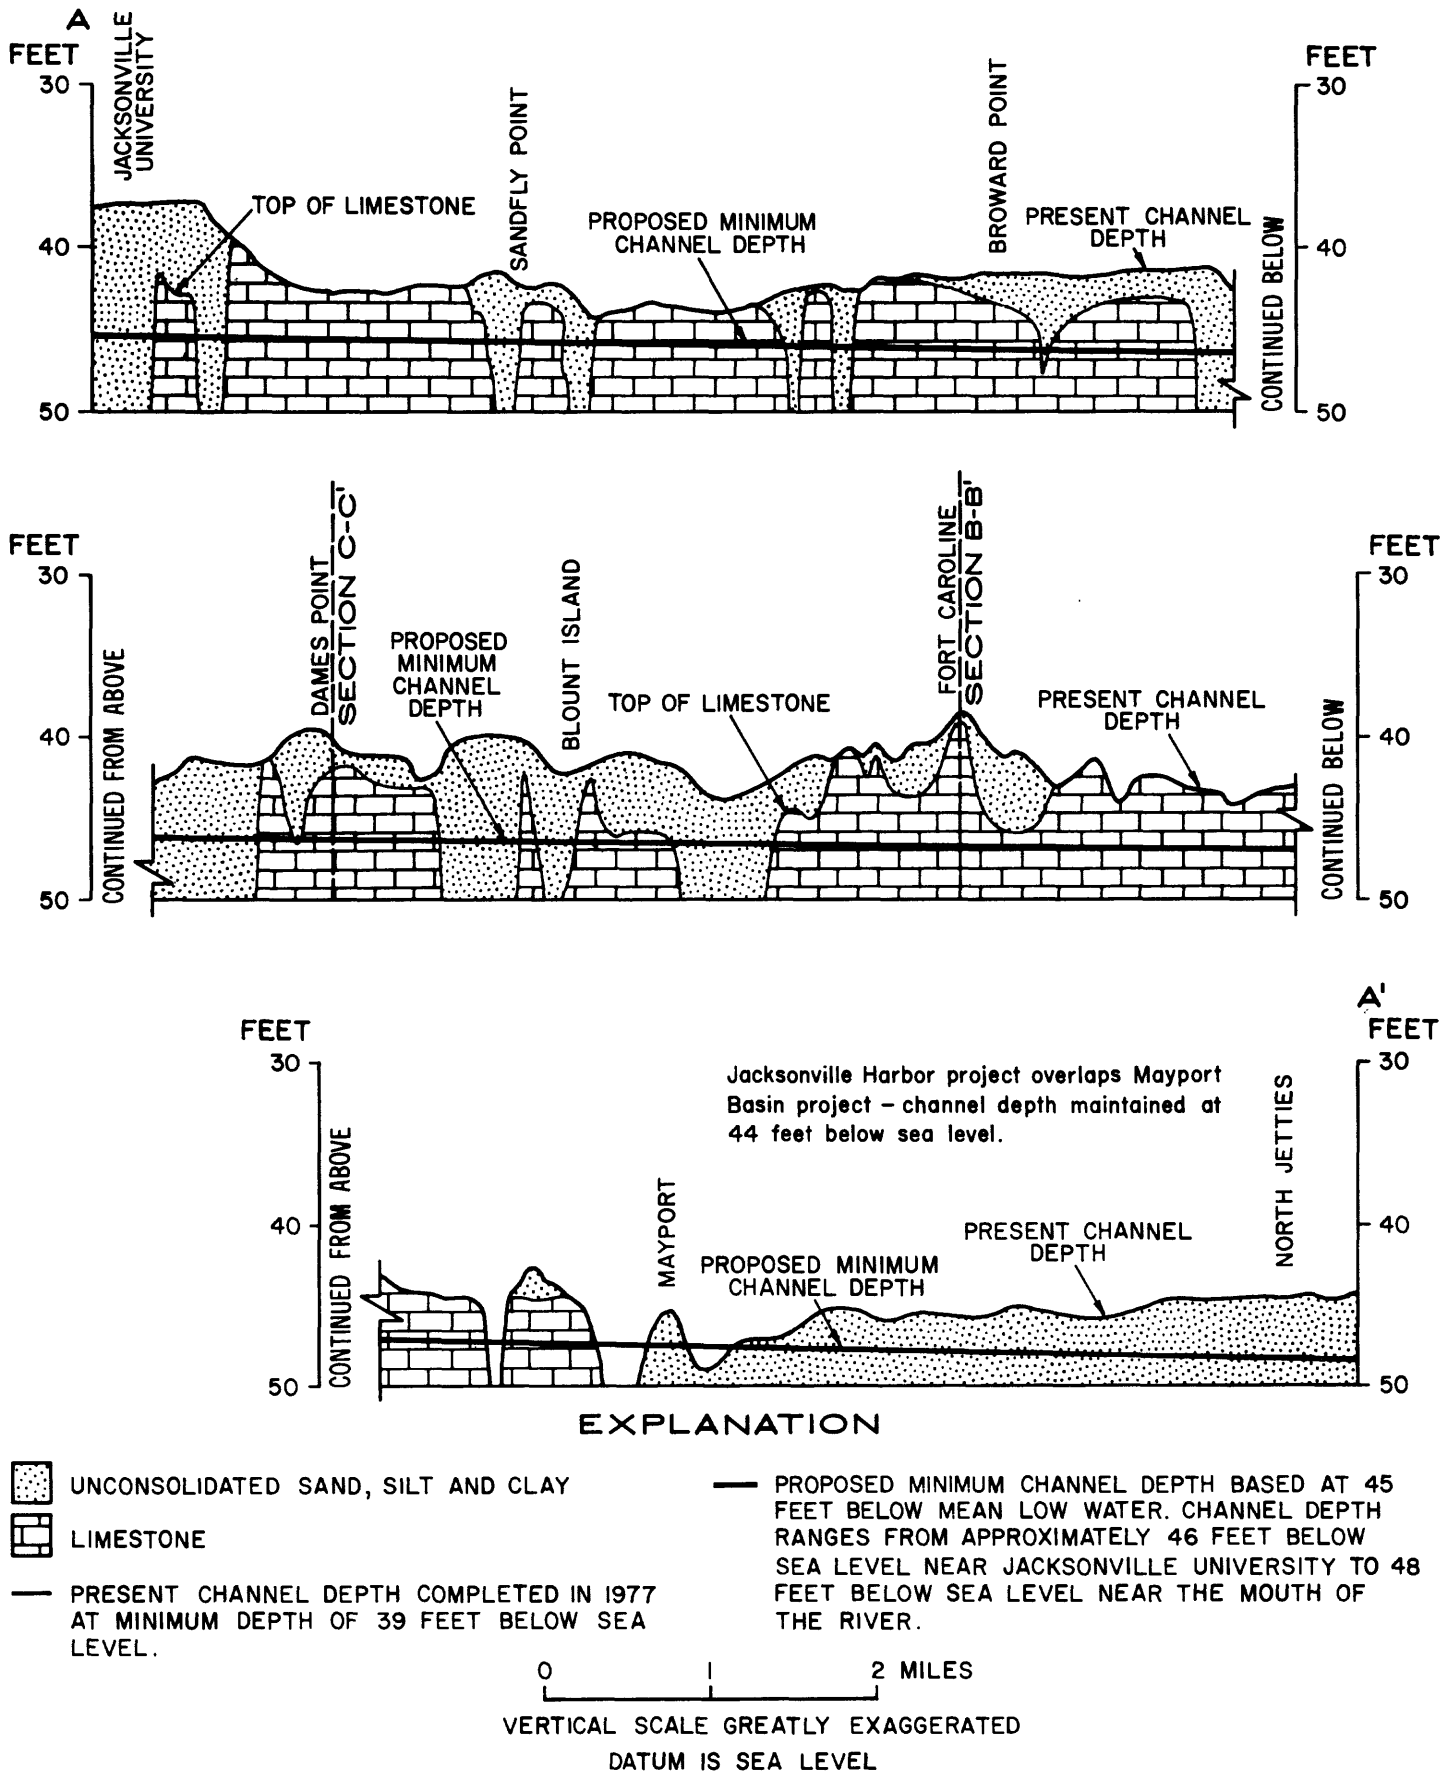 A
FEET
FEET
JACKSONVILLE
UNIVERSITY
SANDFLY POINT
BROWARD POINT
30
30
TOP OF LIMESTONE
PROPOSED MINIMUM
CHANNEL DEPTH
PRESENT CHANNEL
DEPTH
40
40
CONTINUED BELOW
50
50
FEET
FEET
30
30
DAMES POINT
SECTION C-C'
BLOUNT ISLAND
FORT CAROLINE
SECTION B-B'
PROPOSED
MINIMUM
CHANNEL
DEPTH
TOP OF LIMESTONE
PRESENT CHANNEL
DEPTH
40
40
CONTINUED FROM ABOVE
CONTINUED BELOW
50
50
A'
FEET
FEET
30
30
Jacksonville Harbor project overlaps Mayport
Basin project – channel depth maintained at
44 feet below sea level.
CONTINUED FROM ABOVE
MAYPORT
NORTH JETTIES
40
40
PROPOSED MINIMUM
CHANNEL DEPTH
PRESENT CHANNEL
DEPTH
50
50
EXPLANATION
UNCONSOLIDATED SAND, SILT AND CLAY
LIMESTONE
PRESENT CHANNEL DEPTH COMPLETED IN 1977
AT MINIMUM DEPTH OF 39 FEET BELOW SEA
LEVEL.
PROPOSED MINIMUM CHANNEL DEPTH BASED AT 45
FEET BELOW MEAN LOW WATER. CHANNEL DEPTH
RANGES FROM APPROXIMATELY 46 FEET BELOW
SEA LEVEL NEAR JACKSONVILLE UNIVERSITY TO 48
FEET BELOW SEA LEVEL NEAR THE MOUTH OF
THE RIVER.
0 1 2 MILES
VERTICAL SCALE GREATLY EXAGGERATED
DATUM IS SEA LEVEL